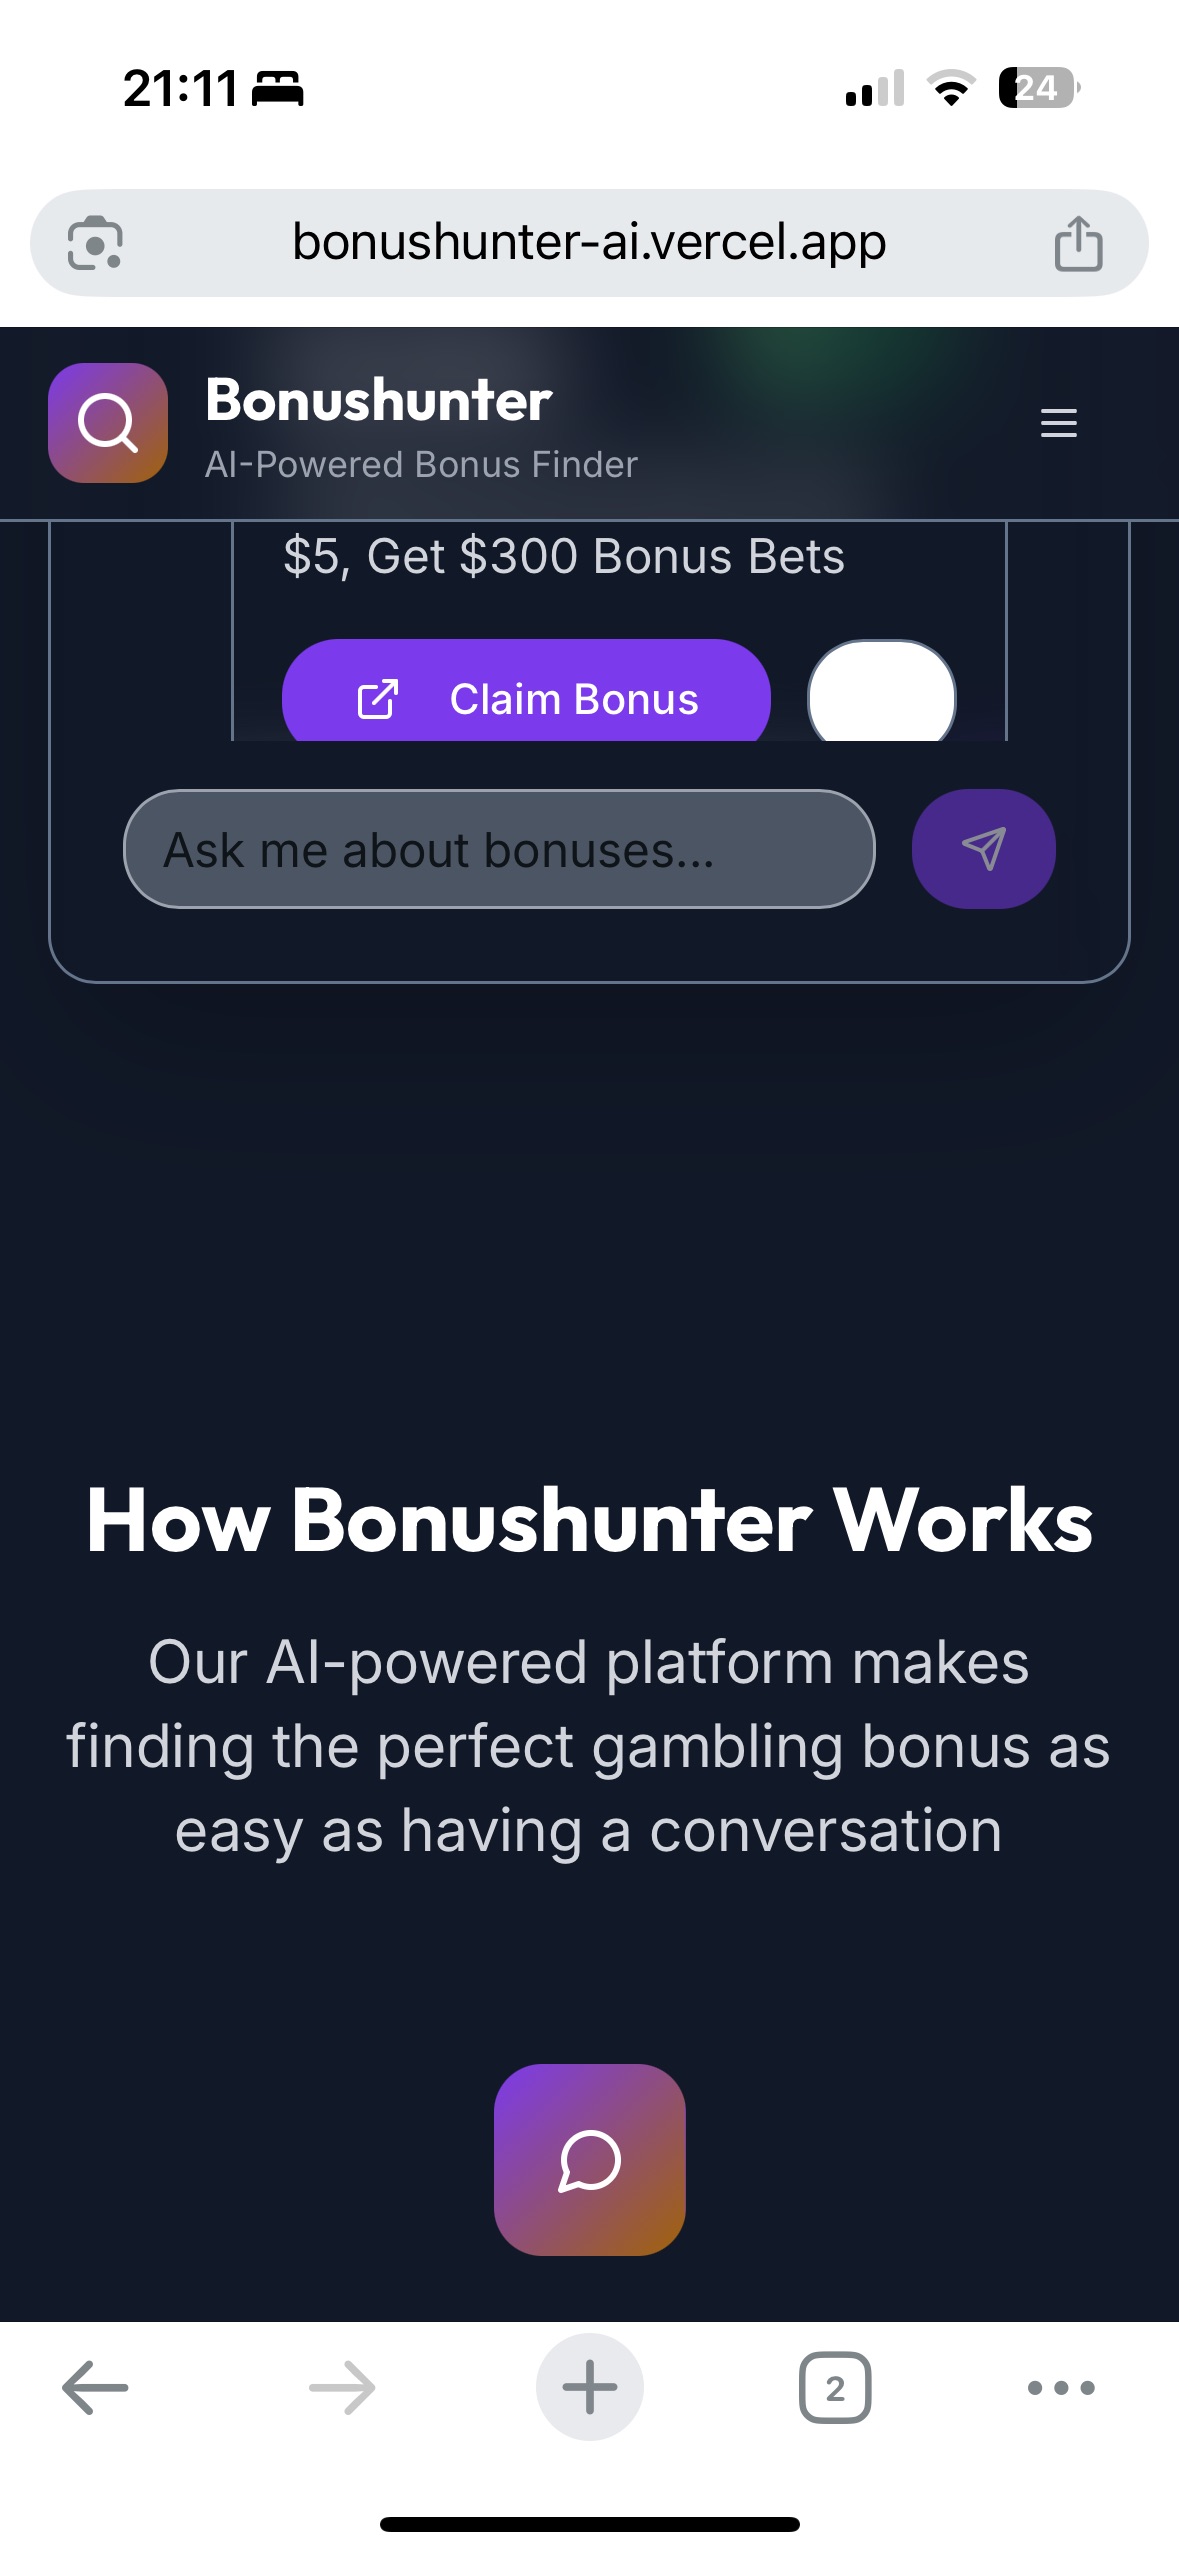 21:11
24
bonushunter-ai.vercel.app
Bonushunter
AI-Powered Bonus Finder
$5, Get $300 Bonus Bets
Claim Bonus
Ask me about bonuses...
How Bonushunter Works
Our AI-powered platform makes
finding the perfect gambling bonus as
easy as having a conversation
2